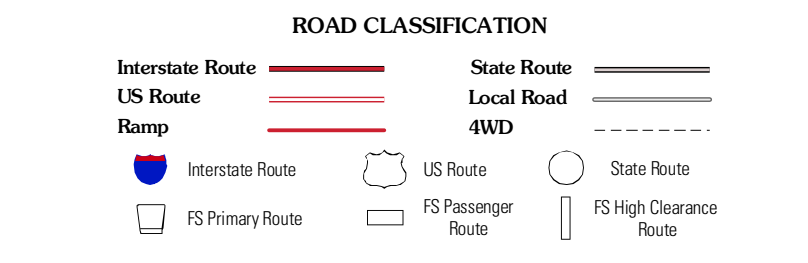 ROAD CLASSIFICATION
Interstate Route
State Route
US Route
Local Road
Ramp
4WD
Interstate Route
US Route
State Route
FS Primary Route
FS Passenger
Route
FS High Clearance
Route